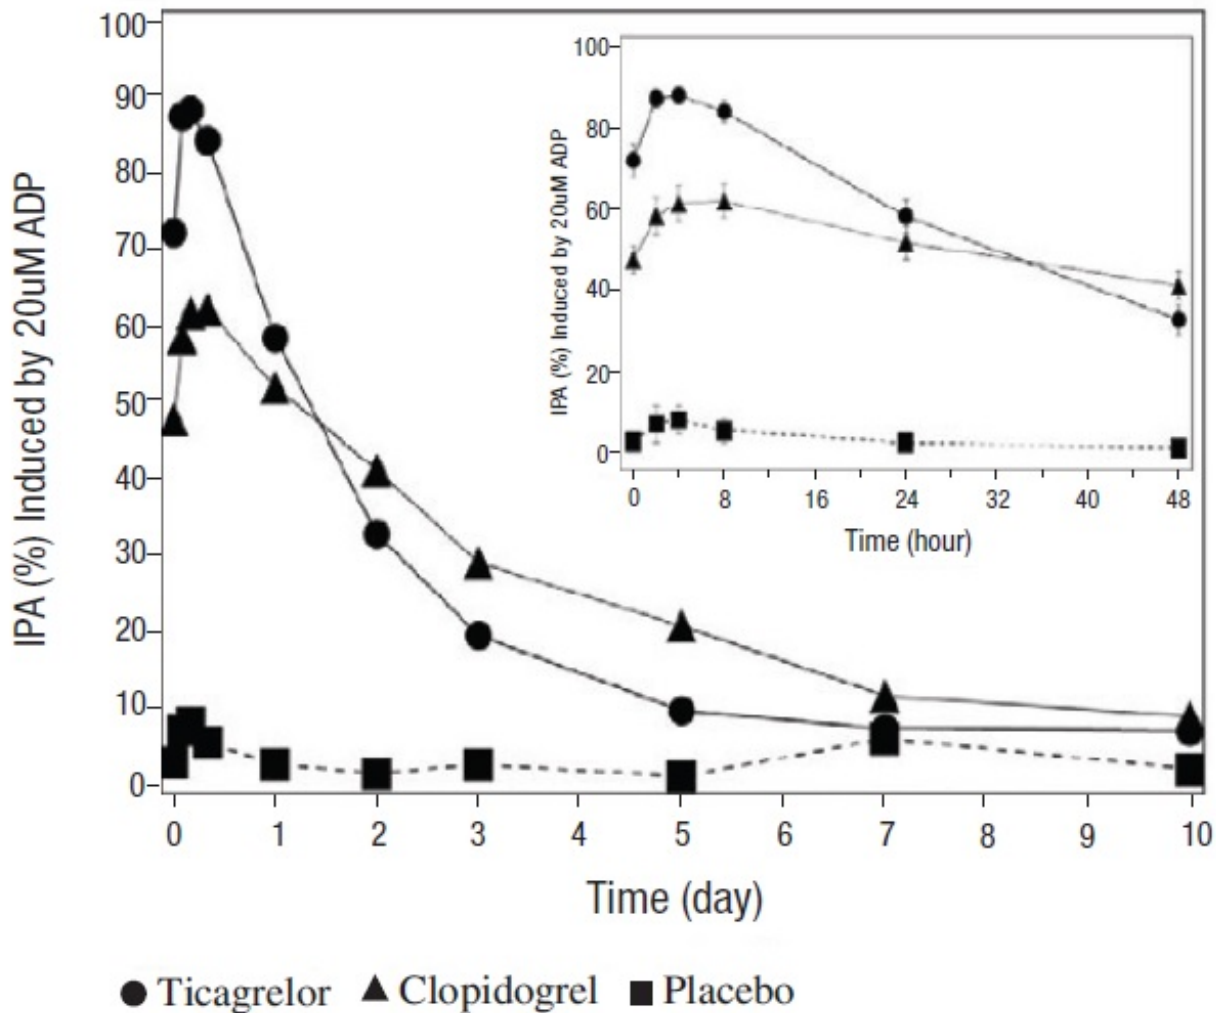 100
90
80
70
60
50
40
30
20
10
0
IPA (%) Induced by 20uM ADP
0 1 2 3 4 5 6 7 8 9 10
Time (day)
100
80
60
40
20
0
IPA (%) Induced by 20uM ADP
0 8 16 24 32 40 48
Time (hour)
Ticagrelor Clopidogrel Placebo